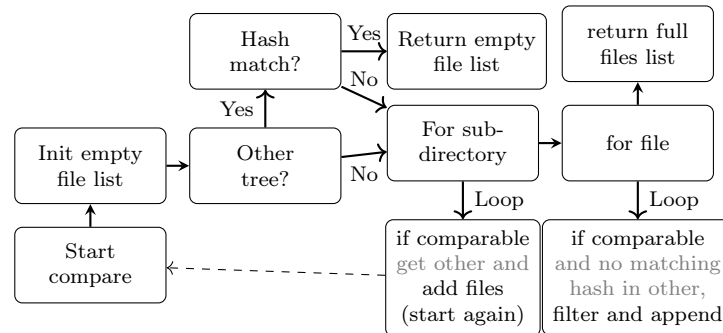 Hash
match?
Yes
Return empty
file list
return full
files list
No
Yes
Init empty
file list
Other
tree?
No
For sub-
directory
for file
Loop
Loop
Start
compare
if comparable
get other and
add files
(start again)
if comparable
and no matching
hash in other,
filter and append